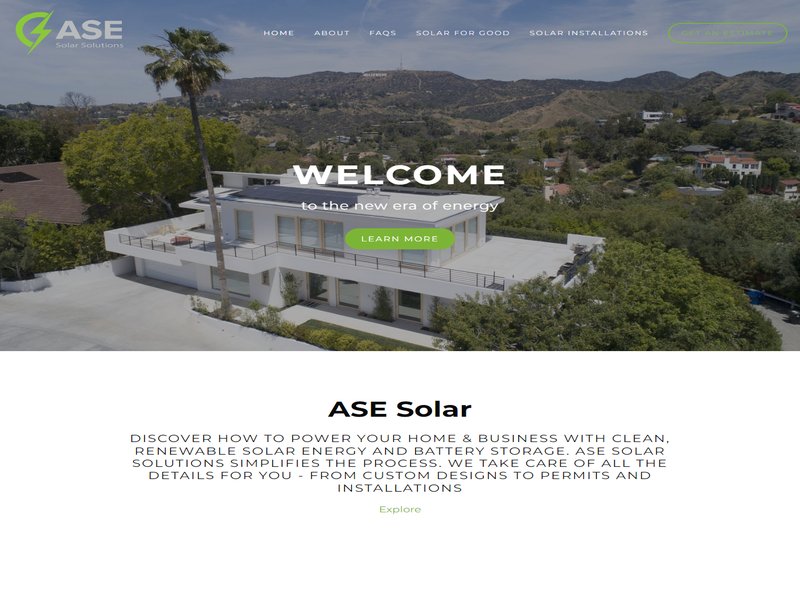 ASE
Solar Solutions
HOME ABOUT FAQS SOLAR FOR GOOD SOLAR INSTALLATIONS GET AN ESTIMATE
WELCOME
to the new era of energy
LEARN MORE
ASE Solar
DISCOVER HOW TO POWER YOUR HOME & BUSINESS WITH CLEAN,
RENEWABLE SOLAR ENERGY AND BATTERY STORAGE. ASE SOLAR
SOLUTIONS SIMPLIFIES THE PROCESS. WE TAKE CARE OF ALL THE
DETAILS FOR YOU - FROM CUSTOM DESIGNS TO PERMITS AND
INSTALLATIONS
Explore